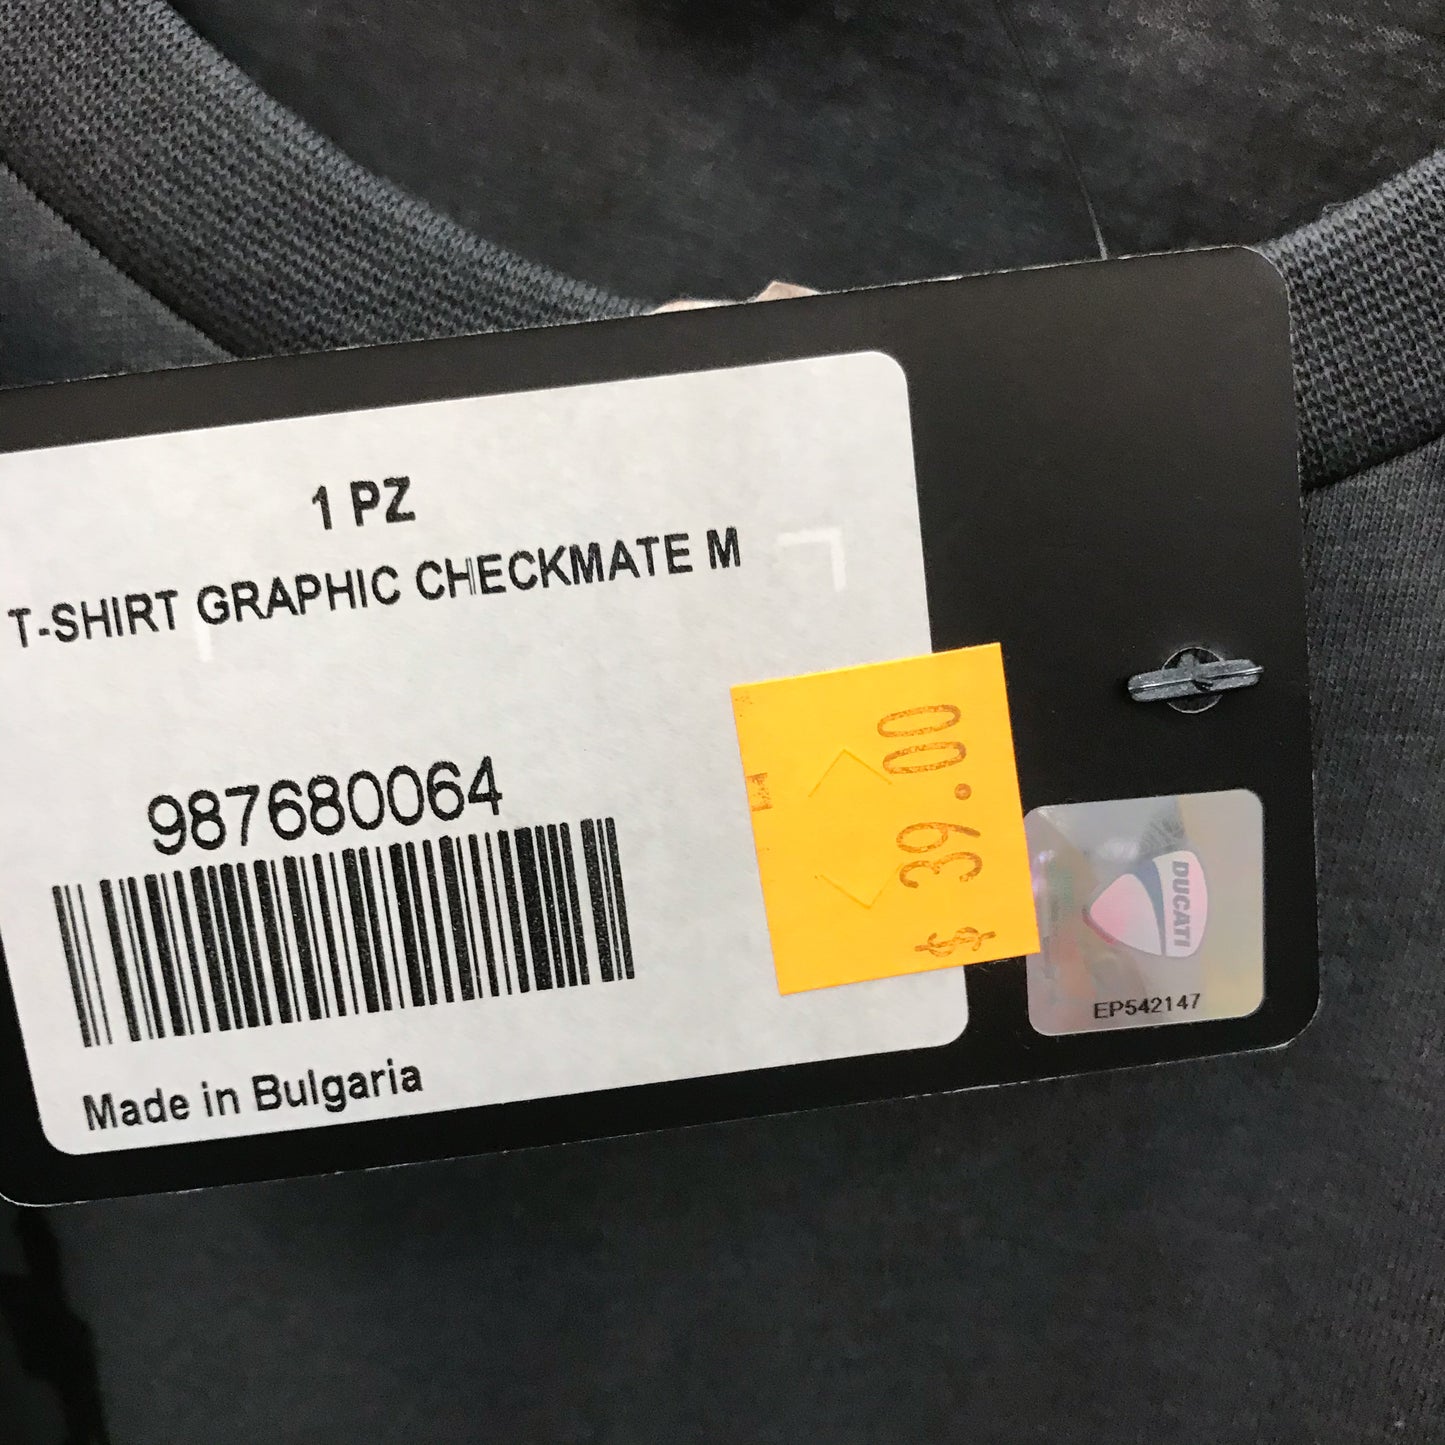 1 PZ
T-SHIRT GRAPHIC CHECKMATE M
987680064
Made in Bulgaria
$ 39.00
DUCATI
EP542147